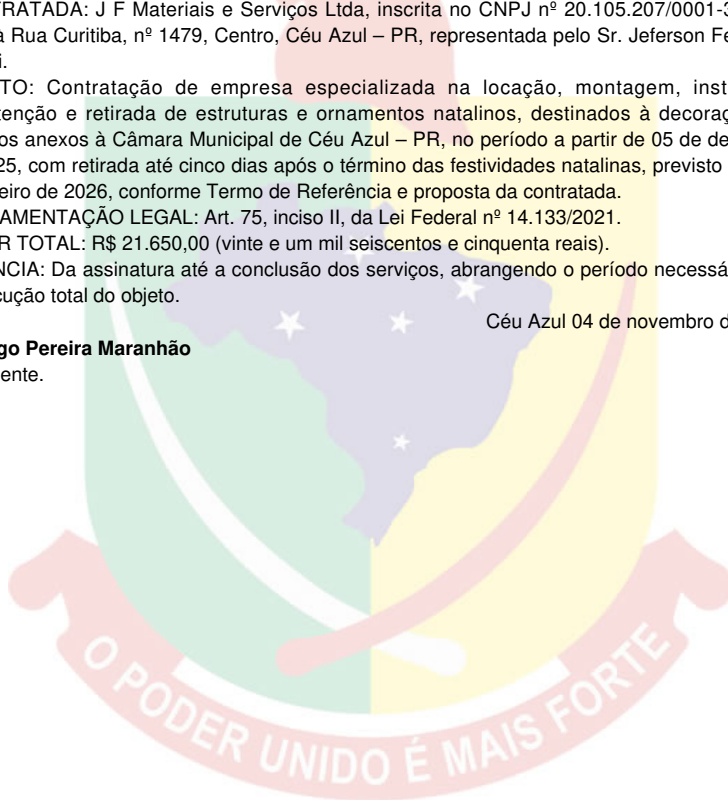 TRATADA: J F Materiais e Serviços Ltda, inscrita no CNPJ nº 20.105.207/0001-3
a Rua Curitiba, nº 1479, Centro, Céu Azul – PR, representada pelo Sr. Jeferson Fe
i.
TO: Contratação de empresa especializada na locação, montagem, inst
tenção e retirada de estruturas e ornamentos natalinos, destinados à decoraç
os anexos à Câmara Municipal de Céu Azul – PR, no período a partir de 05 de de
25, com retirada até cinco dias após o término das festividades natalinas, previsto
eiro de 2026, conforme Termo de Referência e proposta da contratada.
AMENTAÇÃO LEGAL: Art. 75, inciso II, da Lei Federal nº 14.133/2021.
R TOTAL: R$ 21.650,00 (vinte e um mil seiscentos e cinquenta reais).
NCIA: Da assinatura até a conclusão dos serviços, abrangendo o período necessá
cução total do objeto.
Céu Azul 04 de novembro d
go Pereira Maranhão
ente.
O PODER UNIDO É MAIS FORTE